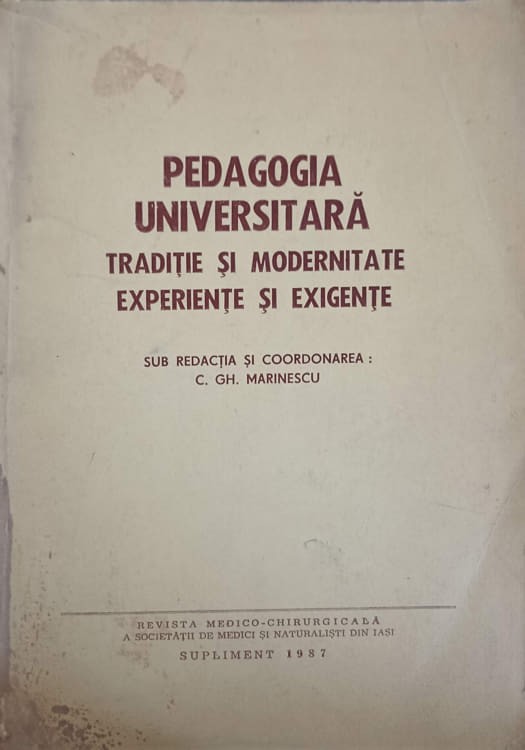 PEDAGOGIA
UNIVERSITARĂ
TRADIȚIE ȘI MODERNITATE
EXPERIENȚE ȘI EXIGENȚE
SUB REDACȚIA ȘI COORDONAREA :
C. GH. MARINESCU
REVISTA MEDICO-CHIRURGICALĂ
A SOCIETĂȚII DE MEDICI ȘI NATURALIȘTI DIN IAȘI
SUPLIMENT 1987